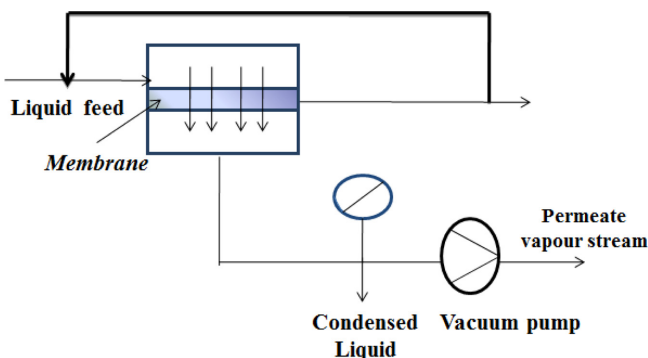 Liquid feed
Membrane
Permeate
vapour stream
Condensed
Liquid
Vacuum pump